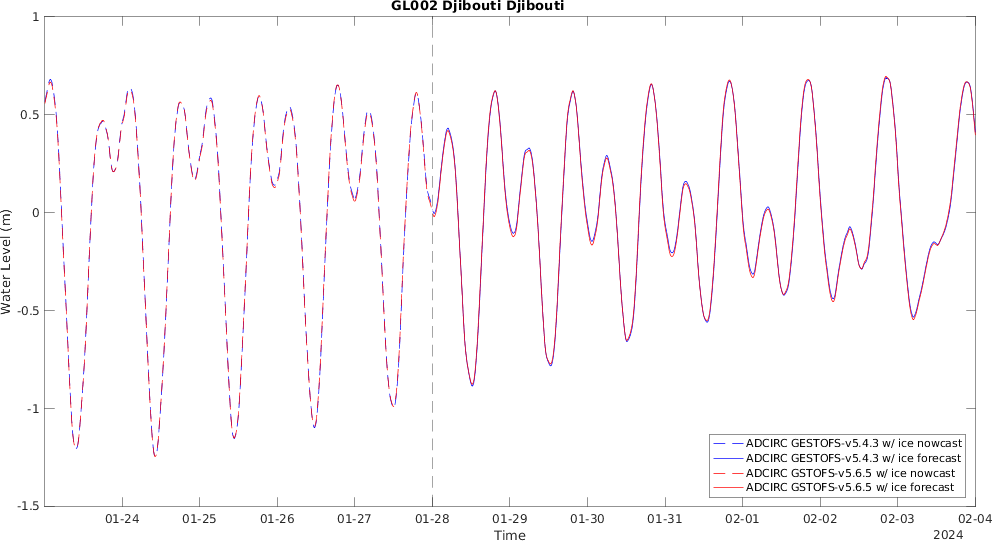 GL002 Djibouti Djibouti
1
0.5
0
-0.5
-1
-1.5
Water Level (m)
01-24
01-25
01-26
01-27
01-28
01-29
01-30
01-31
02-01
02-02
02-03
02-04
Time
2024
ADCIRC GESTOFS-v5.4.3 w/ ice nowcast
ADCIRC GESTOFS-v5.4.3 w/ ice forecast
ADCIRC GSTOFS-v5.6.5 w/ ice nowcast
ADCIRC GSTOFS-v5.6.5 w/ ice forecast